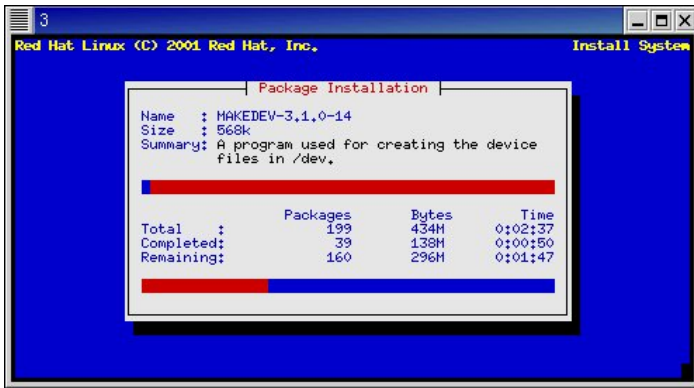 3
Red Hat Linux (C) 2001 Red Hat, Inc. Install System
Package Installation
Name : MAKEDEV-3.1.0-14
Size : 568k
Summary: A program used for creating the device
files in /dev.
Packages Bytes Time
Total : 199 434M 0:02:37
Completed: 39 138M 0:00:50
Remaining: 160 296M 0:01:47